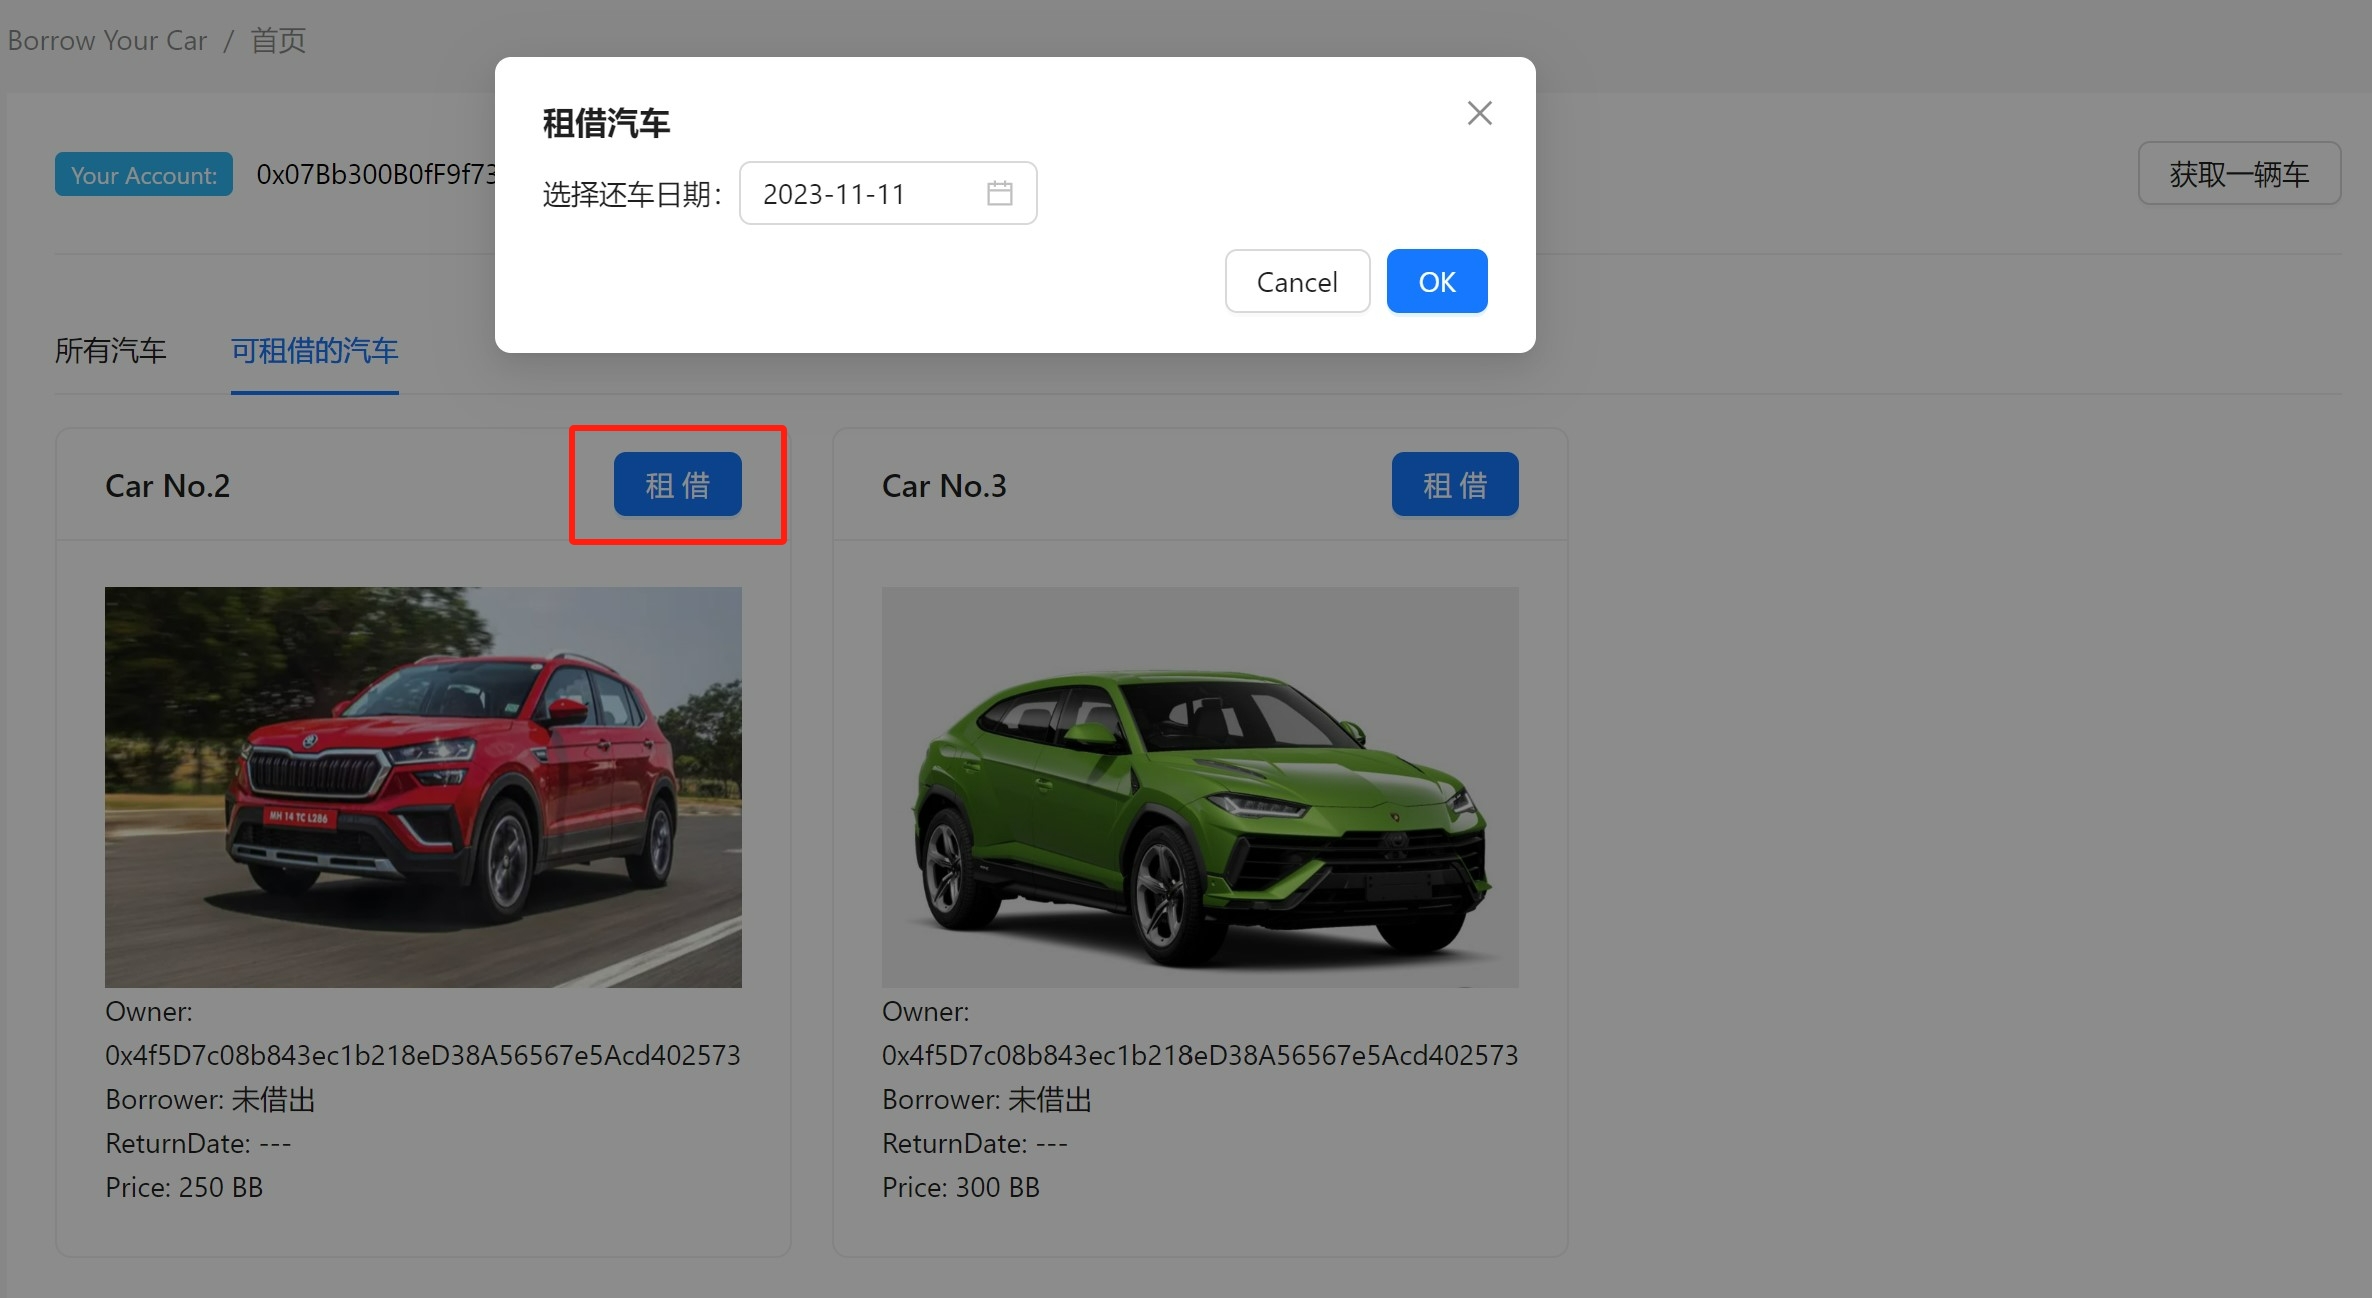 Borrow Your Car / 首页
租借汽车
选择还车日期： 2023-11-11
Cancel OK
Your Account: 0x07Bb300B0fF9f73
获取一辆车
所有汽车 可租借的汽车
Car No.2 租 借
MH 14 TC L286
Owner:
0x4f5D7c08b843ec1b218eD38A56567e5Acd402573
Borrower: 未借出
ReturnDate: ---
Price: 250 BB
Car No.3 租 借
Owner:
0x4f5D7c08b843ec1b218eD38A56567e5Acd402573
Borrower: 未借出
ReturnDate: ---
Price: 300 BB